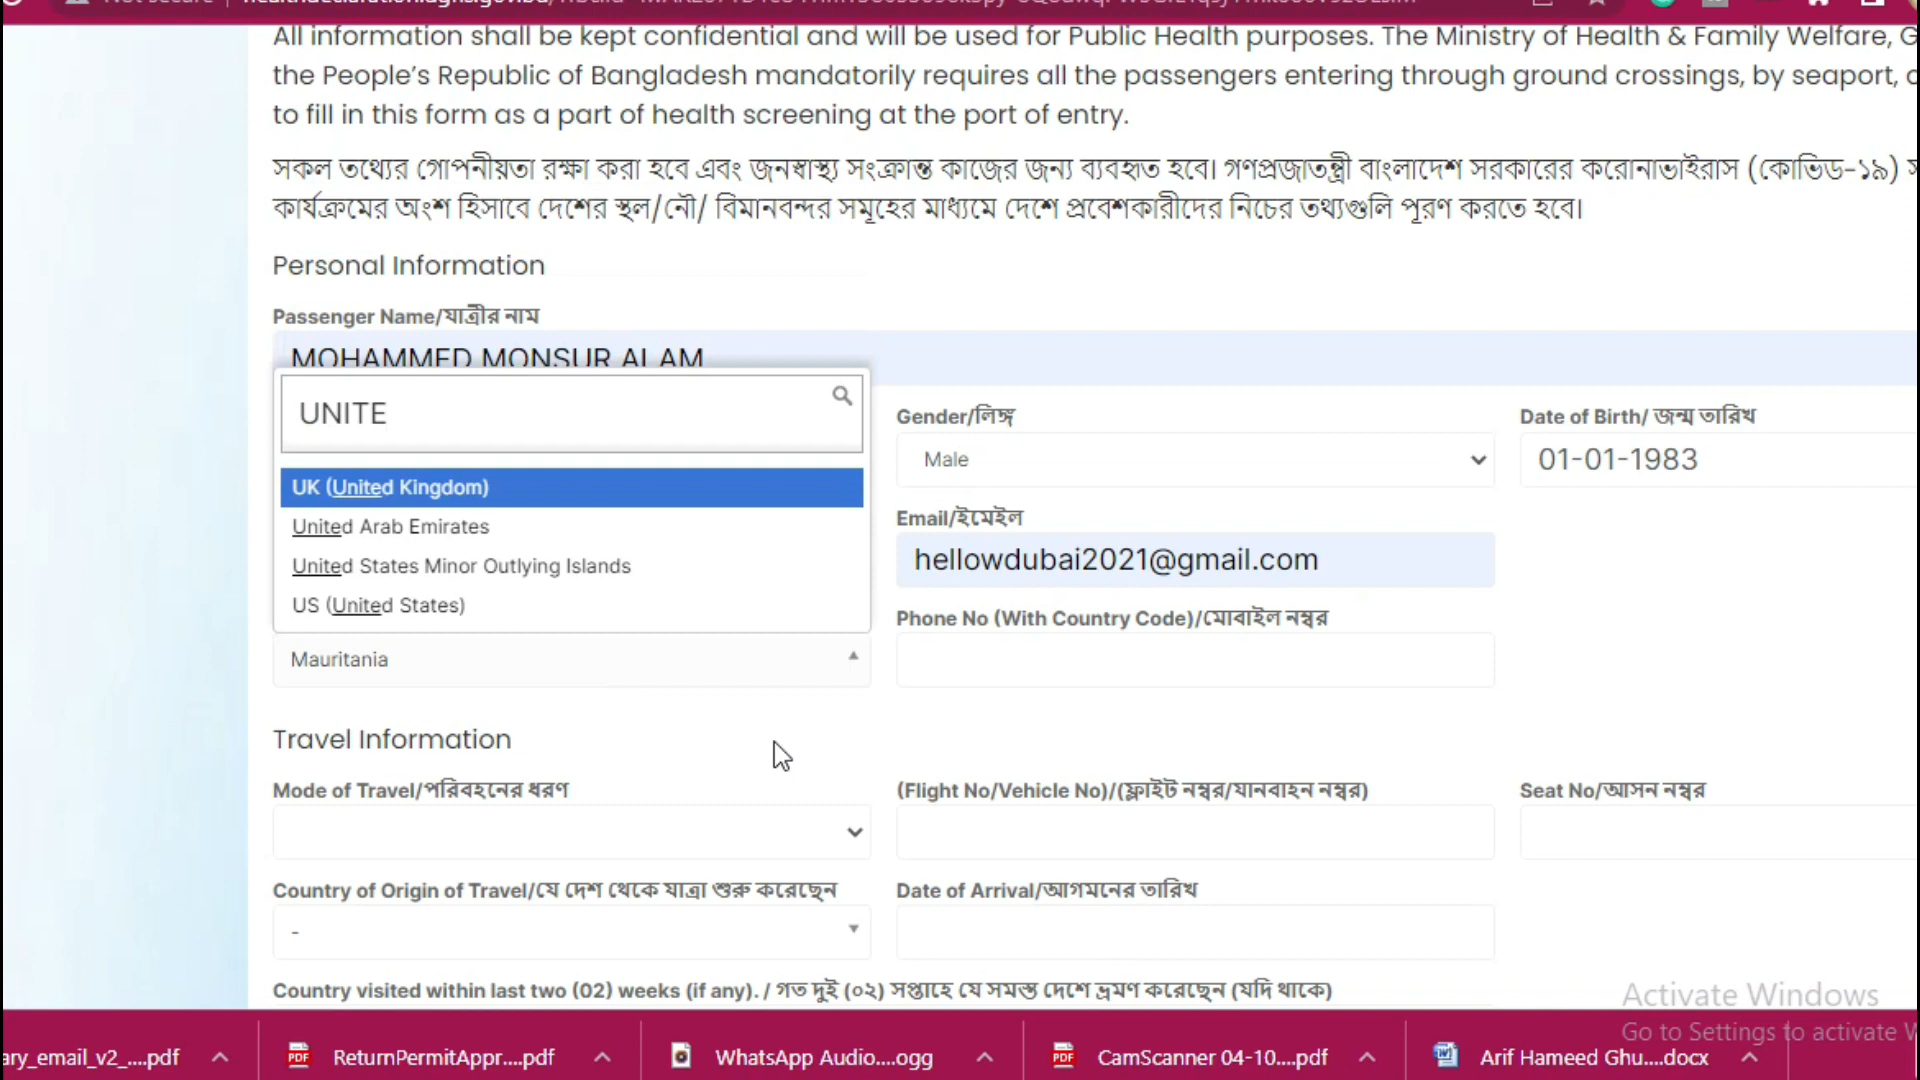 Not secure
All information shall be kept confidential and will be used for Public Health purposes. The Ministry of Health & Family Welfare, G
the People's Republic of Bangladesh mandatorily requires all the passengers entering through ground crossings, by seaport,
to fill in this form as a part of health screening at the port of entry.
সকল তথ্যের গোপনীয়তা রক্ষা করা হবে এবং জনস্বাস্থ্য সংক্রান্ত কাজের জন্য ব্যবহৃত হবে। গণপ্রজাতন্ত্রী বাংলাদেশ সরকারের করোনাভাইরাস (কোভিড-১৯)
কার্যক্রমের অংশ হিসাবে দেশের স্থল/নৌ/ বিমানবন্দর সমূহের মাধ্যমে দেশে প্রবেশকারীদের নিচের তথ্যগুলি পূরণ করতে হবে।
Personal Information
Passenger Name/যাত্রীর নাম
MOHAMMED MONSUR ALAM
UNITE
Gender/লিঙ্গ
Date of Birth/ জন্ম তারিখ
Male
01-01-1983
UK (United Kingdom)
United Arab Emirates
United States Minor Outlying Islands
US (United States)
Email/ইমেইল
hellowdubai2021@gmail.com
Phone No (With Country Code)/মোবাইল নম্বর
Mauritania
Travel Information
Mode of Travel/পরিবহনের ধরণ
(Flight No/Vehicle No)/(ফ্লাইট নম্বর/যানবাহন নম্বর)
Seat No/আসন নম্বর
Country of Origin of Travel/যে দেশ থেকে যাত্রা শুরু করেছেন
Date of Arrival/আগমনের তারিখ
-
Country visited within last two (02) weeks (if any). / গত দুই (০২) সপ্তাহে যে সমস্ত দেশে ভ্রমণ করেছেন (যদি থাকে)
Activate Windows
Go to Settings to activate W
ary_email_v2_....pdf
ReturnPermitAppr....pdf
WhatsApp Audio....ogg
CamScanner 04-10....pdf
Arif Hameed Ghu....docx